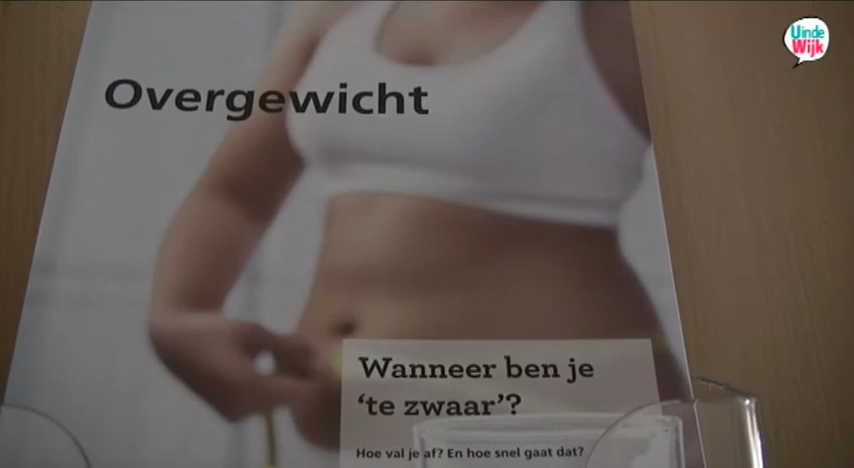 U in de
Wijk
Overgewicht
Wanneer ben je
‘te zwaar’?
Hoe val je af? En hoe snel gaat dat?